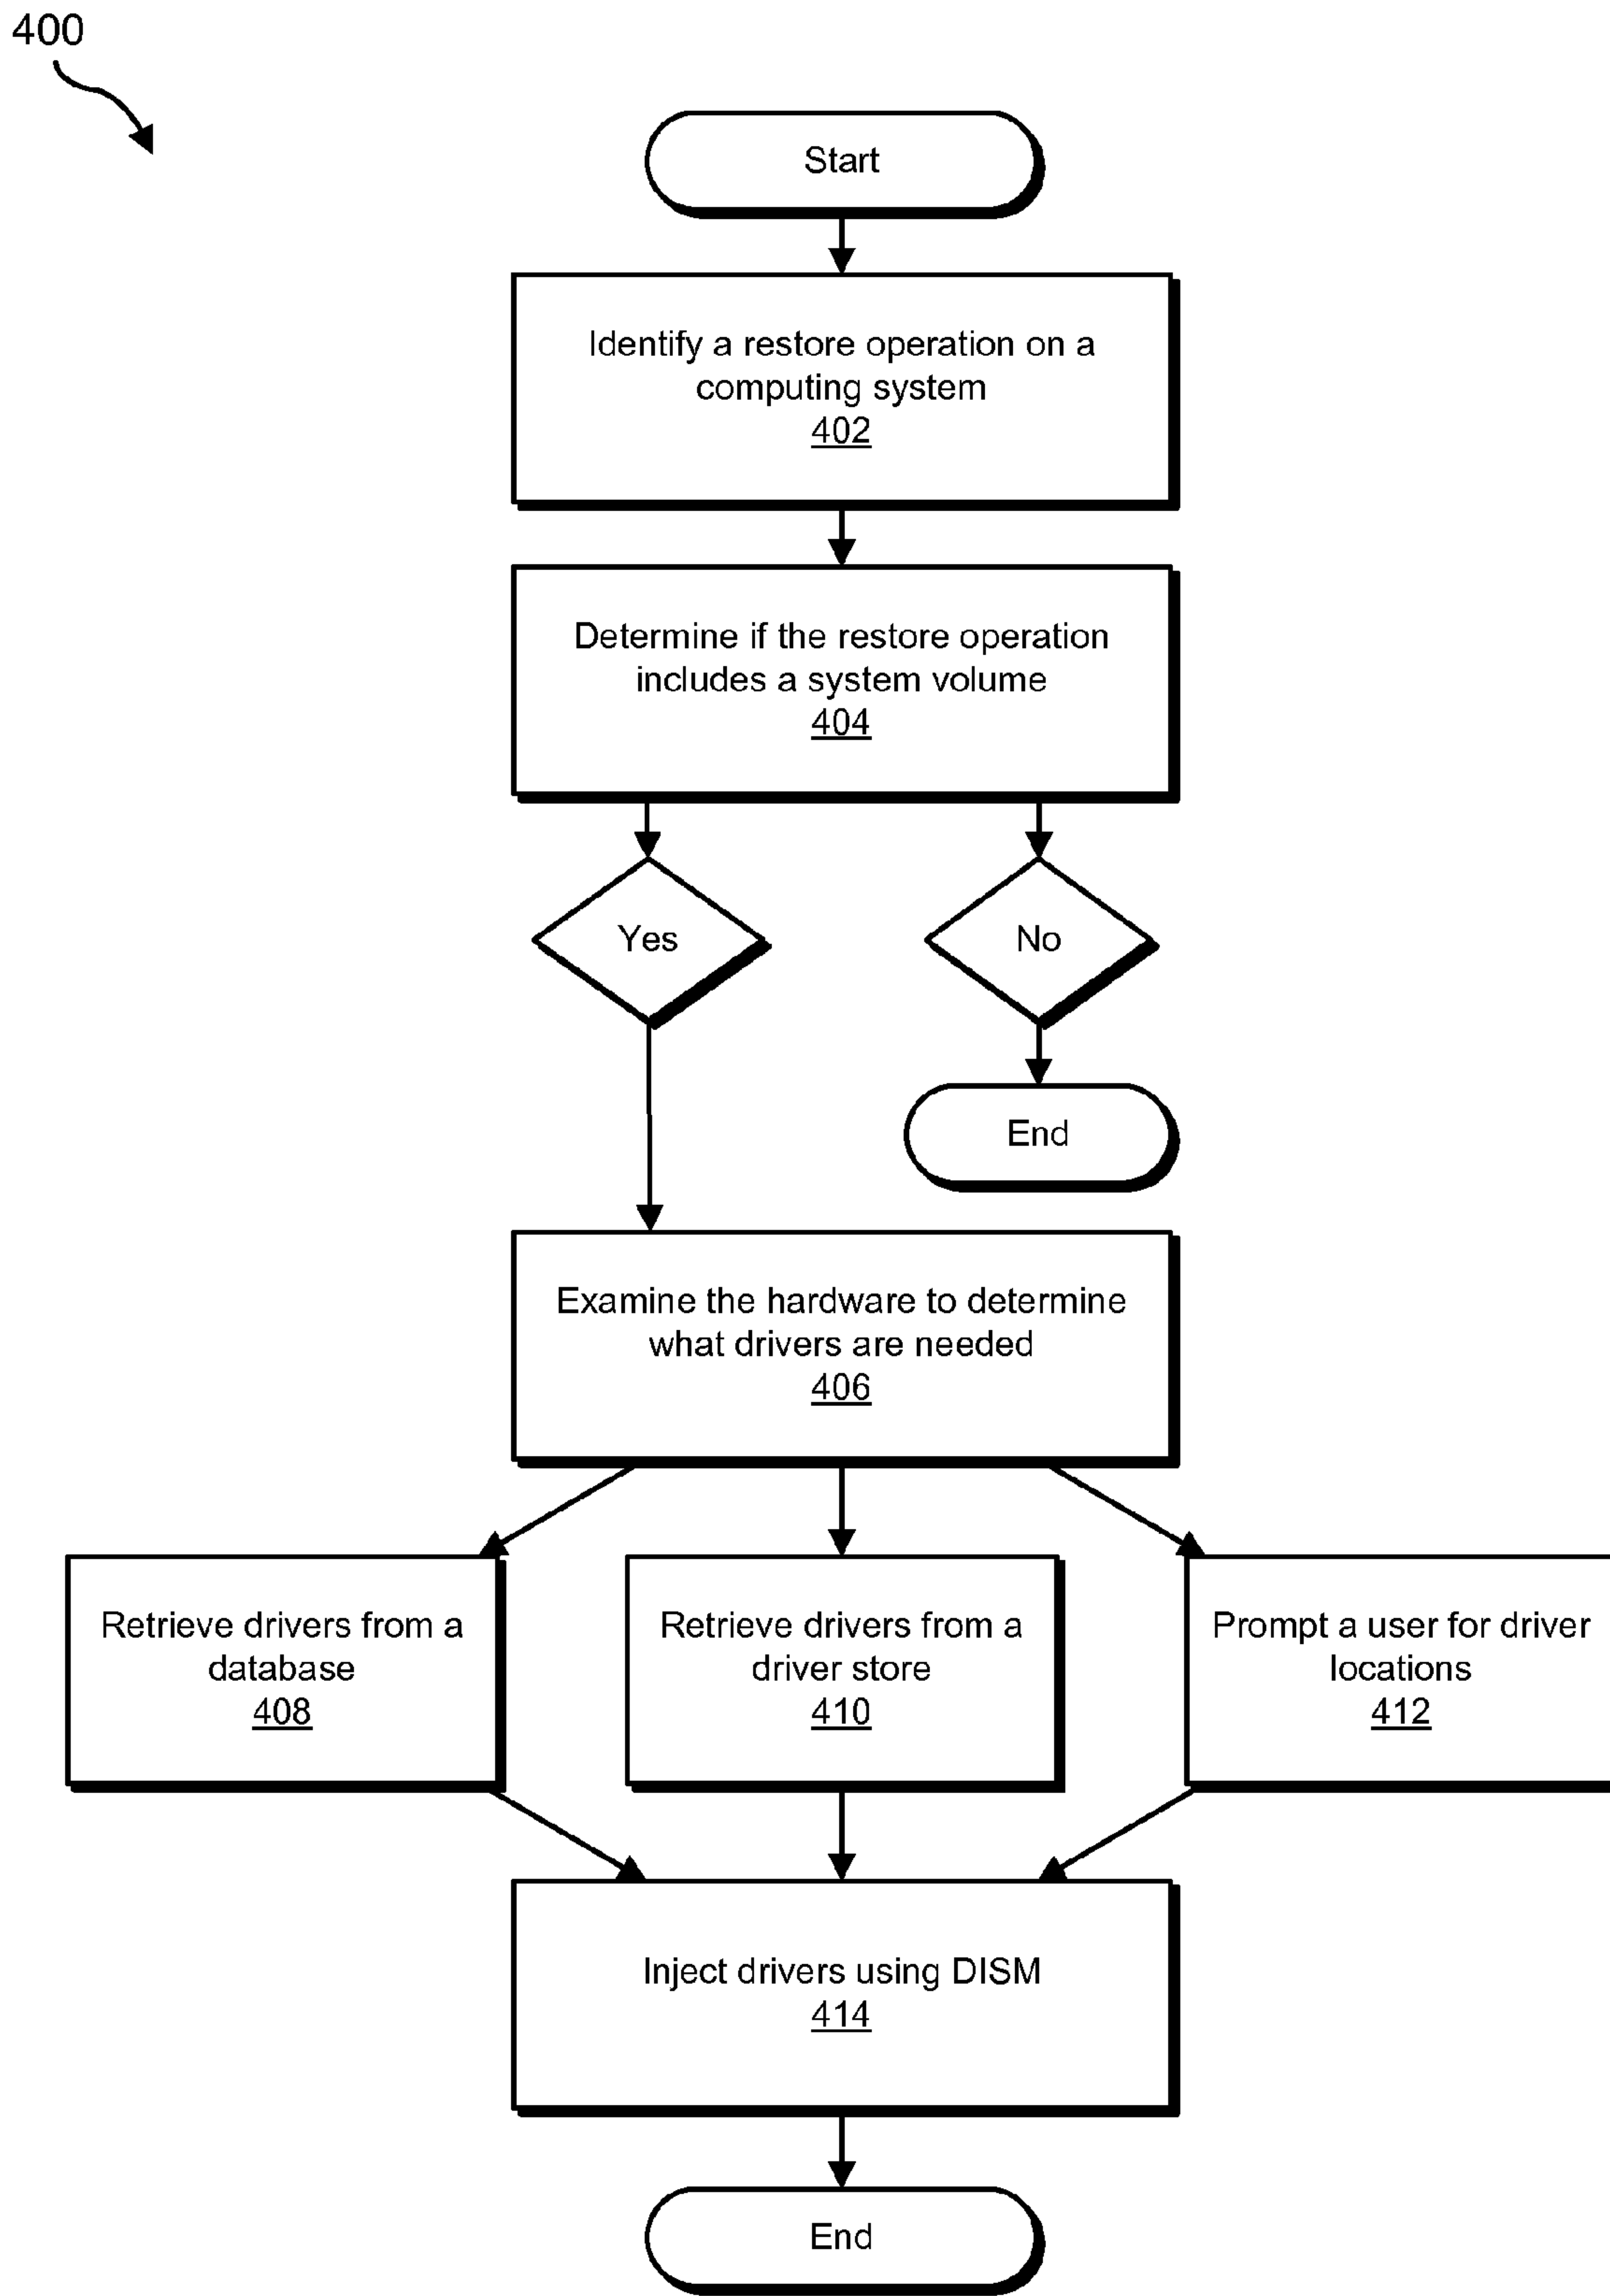 400
Start
Identify a restore operation on a
computing system
402
Determine if the restore operation
includes a system volume
404
Yes
No
End
Examine the hardware to determine
what drivers are needed
406
Retrieve drivers from a
database
408
Retrieve drivers from a
driver store
410
Prompt a user for driver
locations
412
Inject drivers using DISM
414
End